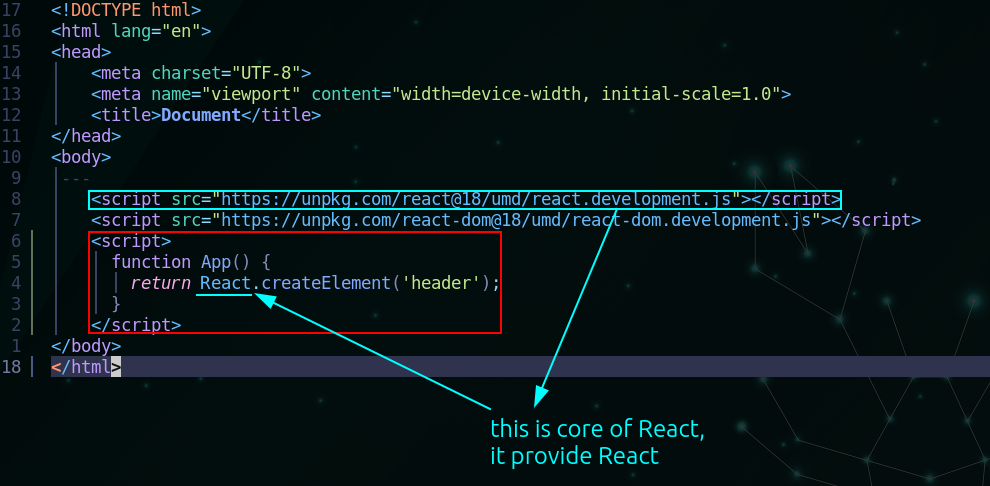 17 <!DOCTYPE html>
16 <html lang="en">
15 <head>
14 <meta charset="UTF-8">
13 <meta name="viewport" content="width=device-width, initial-scale=1.0">
12 <title>Document</title>
11 </head>
10 <body>
9 ---
8 <script src="https://unpkg.com/react@18/umd/react.development.js"></script>
7 <script src="https://unpkg.com/react-dom@18/umd/react-dom.development.js"></script>
6 <script>
5 function App() {
4 return React.createElement('header');
3 }
2 </script>
1 </body>
18 </html>
this is core of React,
it provide React